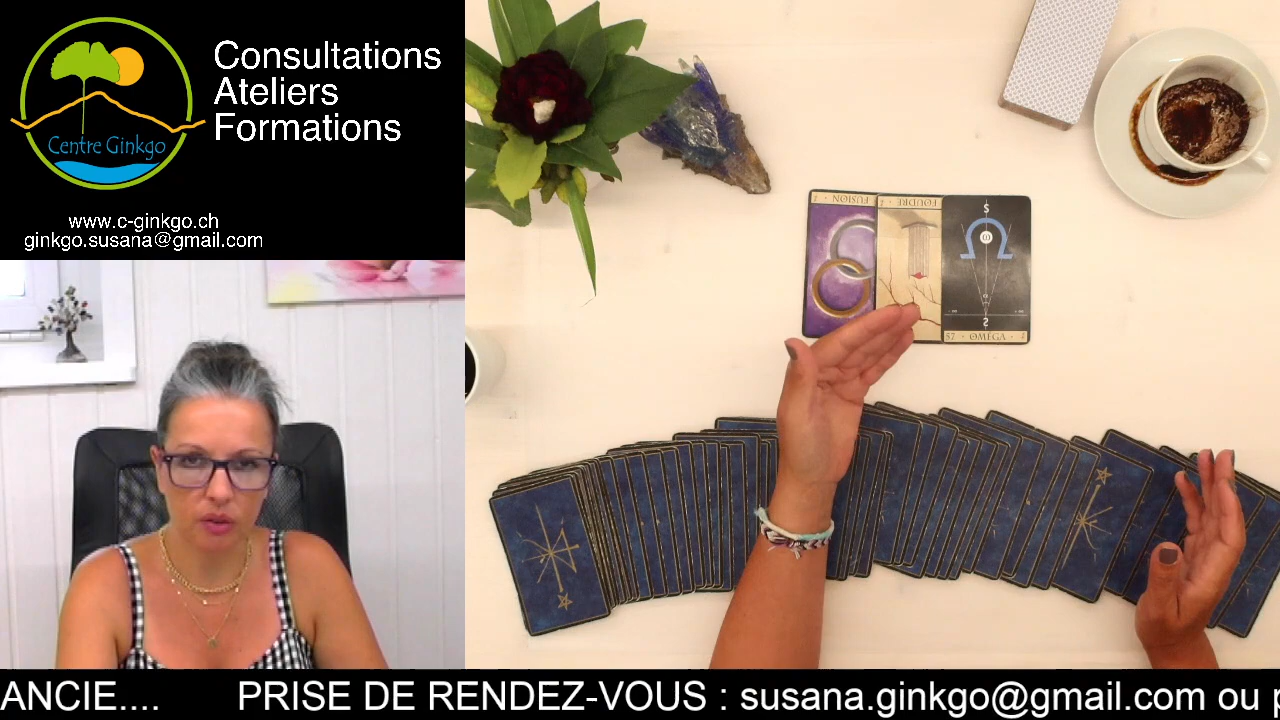 Consultations
Ateliers
Formations
Centre Ginkgo
www.c-ginkgo.ch
ginkgo.susana@gmail.com
FUSION
FOUDRE
57 · OMÉGA
ANCIE.... PRISE DE RENDEZ-VOUS : susana.ginkgo@gmail.com ou p